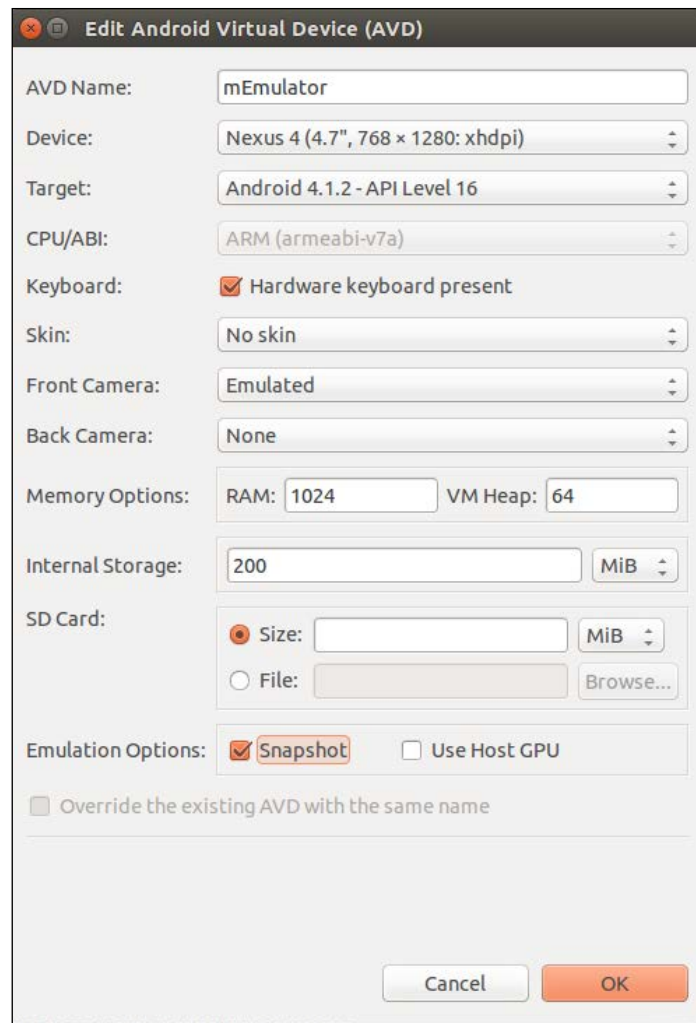 Edit Android Virtual Device (AVD)
AVD Name: mEmulator
Device: Nexus 4 (4.7", 768 × 1280: xhdpi)
Target: Android 4.1.2 - API Level 16
CPU/ABI: ARM (armeabi-v7a)
Keyboard: Hardware keyboard present
Skin: No skin
Front Camera: Emulated
Back Camera: None
Memory Options: RAM: 1024 VM Heap: 64
Internal Storage: 200 MiB
SD Card:
Size: MiB
File: Browse...
Emulation Options: Snapshot Use Host GPU
Override the existing AVD with the same name
Cancel OK